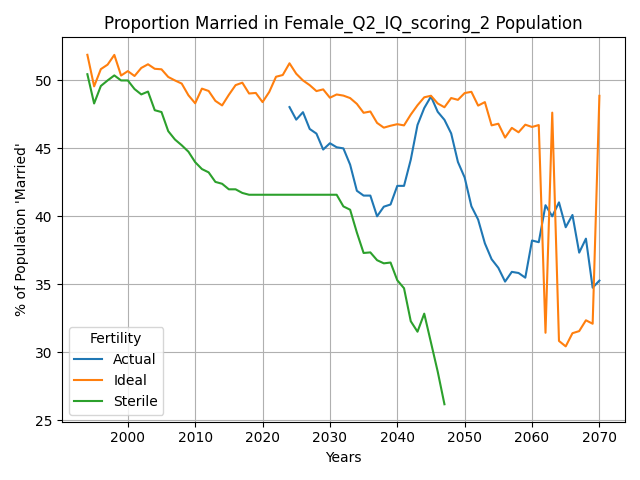 Proportion Married in Female_Q2_IQ_scoring_2 Population
% of Population 'Married'
50
45
40
35
30
25
Fertility
Actual
Ideal
Sterile
2000 2010 2020 2030 2040 2050 2060 2070
Years